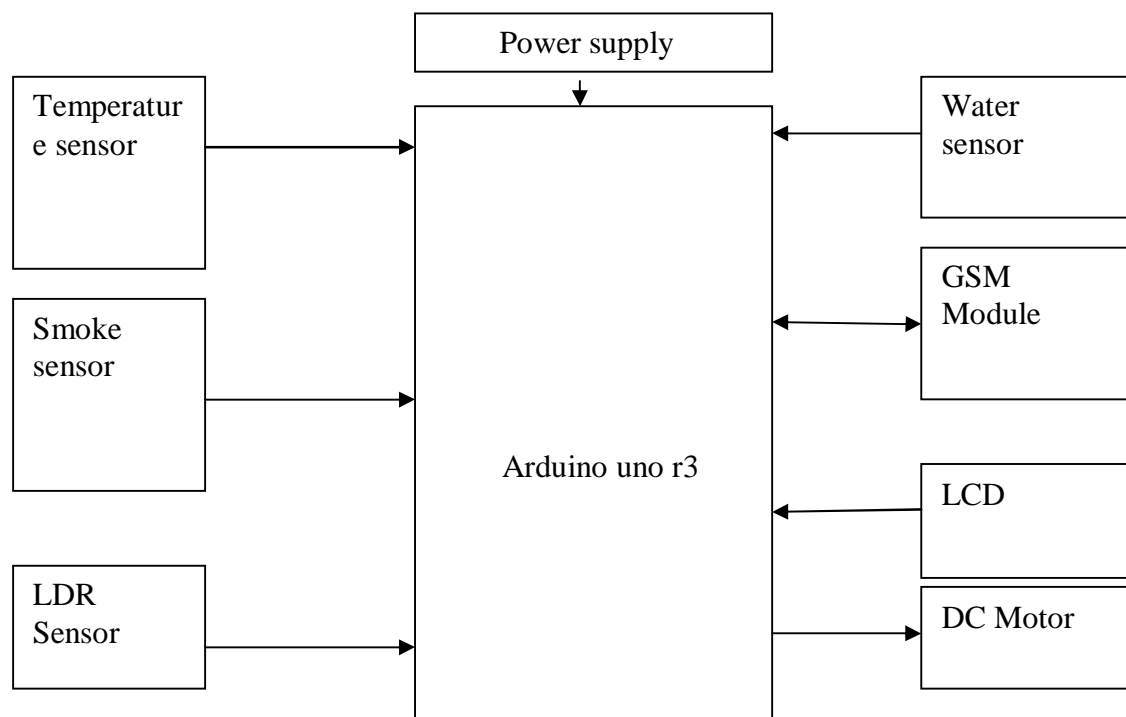 Power supply
Temperatur
e sensor
Water
sensor
GSM
Module
Smoke
sensor
Arduino uno r3
LCD
LDR
Sensor
DC Motor